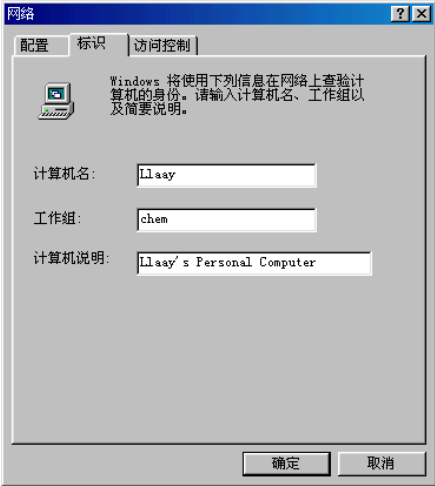 网络
配置 标识 访问控制
Windows 将使用下列信息在网络上查验计
算机的身份。请输入计算机名、工作组以
及简要说明。
计算机名: Llaay
工作组: chem
计算机说明: Llaay's Personal Computer
确定 取消